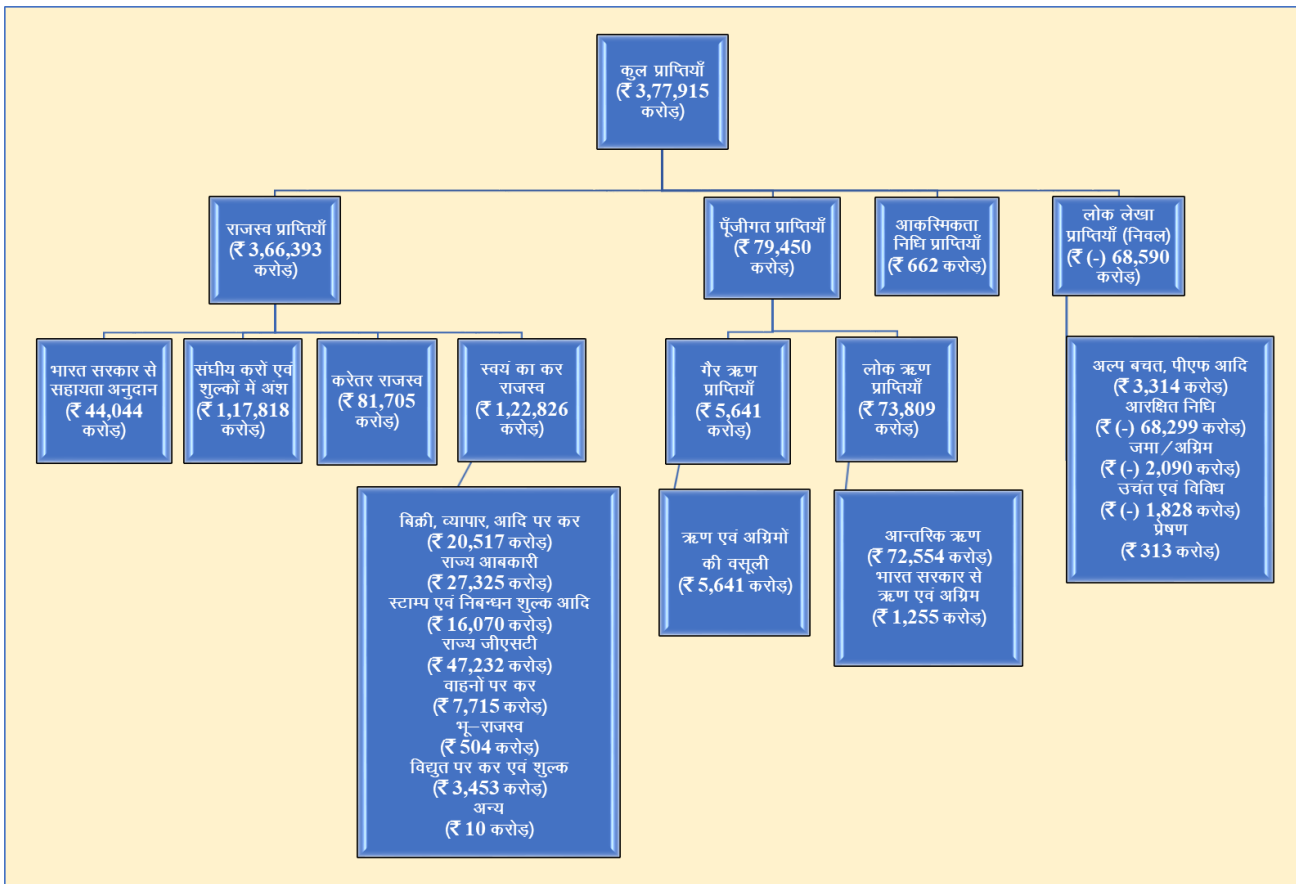 कुल प्राप्तियाँ
(₹ 3,77,915
करोड़)
राजस्व प्राप्तियाँ
(₹ 3,66,393
करोड़)
पूँजीगत प्राप्तियाँ
(₹ 79,450
करोड़)
आकस्मिकता
निधि प्राप्तियाँ
(₹ 662 करोड़)
लोक लेखा
प्राप्तियाँ (निवल)
(₹ (-) 68,590
करोड़)
भारत सरकार से
सहायता अनुदान
(₹ 44,044
करोड़)
संघीय करों एवं
शुल्कों में अंश
(₹ 1,17,818
करोड़)
करेतर राजस्व
(₹ 81,705
करोड़)
स्वयं का कर
राजस्व
(₹ 1,22,826
करोड़)
गैर ऋण
प्राप्तियाँ
(₹ 5,641
करोड़)
लोक ऋण
प्राप्तियाँ
(₹ 73,809
करोड़)
अल्प बचत, पीएफ आदि
(₹ 3,314 करोड़)
आरक्षित निधि
(₹ (-) 68,299 करोड़)
जमा/अग्रिम
(₹ (-) 2,090 करोड़)
उचंत एवं विविध
(₹ (-) 1,828 करोड़)
प्रेषण
(₹ 313 करोड़)
बिक्री, व्यापार, आदि पर कर
(₹ 20,517 करोड़)
राज्य आबकारी
(₹ 27,325 करोड़)
स्टाम्प एवं निबन्धन शुल्क आदि
(₹ 16,070 करोड़)
राज्य जीएसटी
(₹ 47,232 करोड़)
वाहनों पर कर
(₹ 7,715 करोड़)
भू–राजस्व
(₹ 504 करोड़)
विद्युत पर कर एवं शुल्क
(₹ 3,453 करोड़)
अन्य
(₹ 10 करोड़)
ऋण एवं अग्रिमों
की वसूली
(₹ 5,641 करोड़)
आन्तरिक ऋण
(₹ 72,554 करोड़)
भारत सरकार से
ऋण एवं अग्रिम
(₹ 1,255 करोड़)